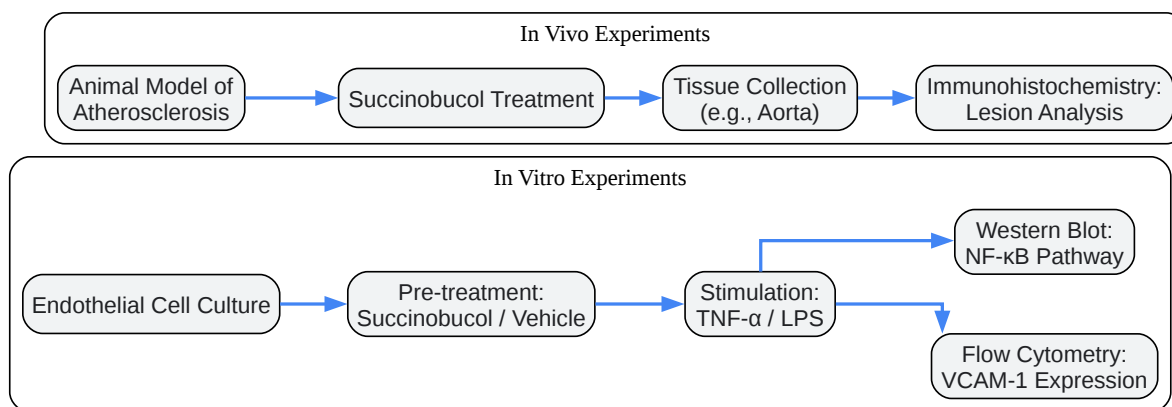 In Vivo Experiments
Animal Model of
Atherosclerosis
Succinobucol Treatment
Tissue Collection
(e.g., Aorta)
Immunohistochemistry:
Lesion Analysis
In Vitro Experiments
Endothelial Cell Culture
Pre-treatment:
Succinobucol / Vehicle
Stimulation:
TNF-α / LPS
Western Blot:
NF-κB Pathway
Flow Cytometry:
VCAM-1 Expression